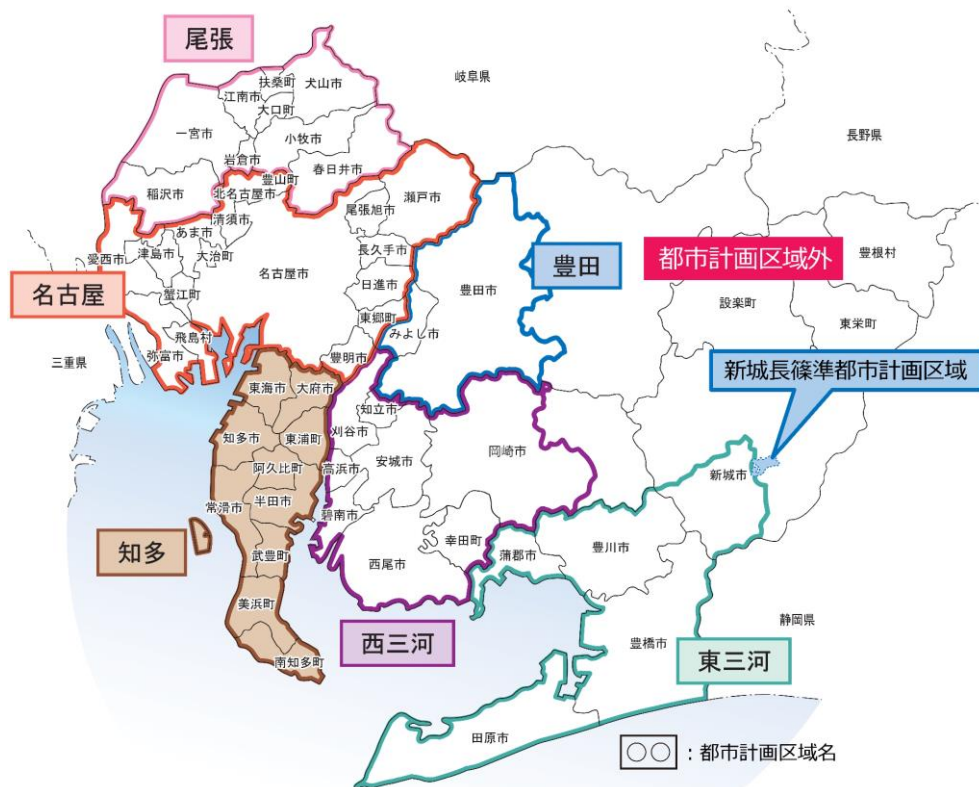 尾張
扶桑町
犬山市
江南市
大口町
岐阜県
一宮市
小牧市
長野県
岩倉市
春日井市
豊山町
稲沢市
北名古屋市
瀬戸市
尾張旭市
清須市
あま市
愛西市
津島市
大治町
長久手市
名古屋市
豊田
都市計画区域外
豊根村
名古屋
日進市
豊田市
蟹江町
設楽町
東郷町
東栄町
飛島村
みよし市
弥富市
豊明市
三重県
新城長篠準都市計画区域
東海市
大府市
知立市
知多市
東浦町
刈谷市
岡崎市
安城市
阿久比町
高浜市
新城市
常滑市
半田市
碧南市
知多
幸田町
武豊町
西尾市
蒲郡市
豊川市
美浜町
静岡県
西三河
豊橋市
東三河
南知多町
田原市
○○：都市計画区域名